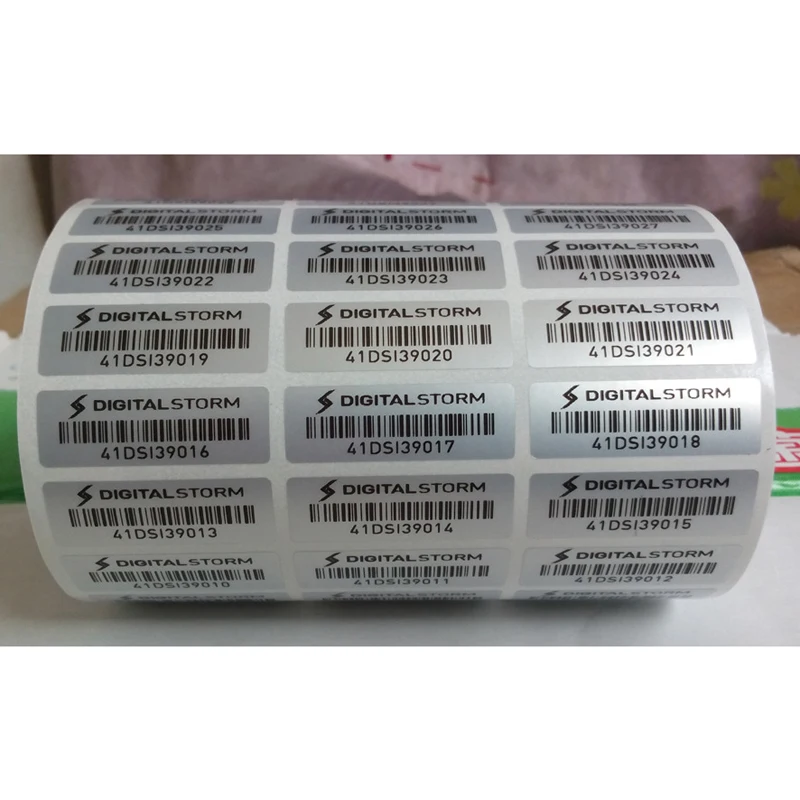 DIGITALSTORM
41DSI39025
41DSI39026
41DSI39027
DIGITALSTORM
41DSI39022
DIGITALSTORM
41DSI39023
DIGITALSTORM
41DSI39024
DIGITALSTORM
41DSI39019
DIGITALSTORM
41DSI39020
DIGITALSTORM
41DSI39021
DIGITALSTORM
41DSI39016
DIGITALSTORM
41DSI39017
DIGITALSTORM
41DSI39018
DIGITALSTORM
41DSI39013
DIGITALSTORM
41DSI39014
DIGITALSTORM
41DSI39015
DIGITALSTORM
41DSI39010
DIGITALSTORM
41DSI39011
DIGITALSTORM
41DSI39012